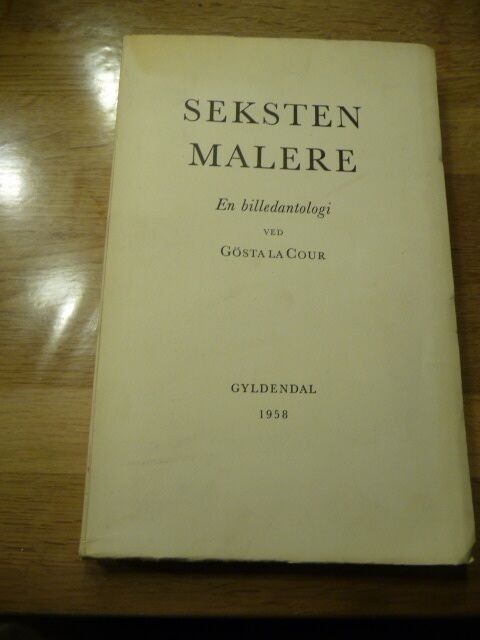 SEKSTEN
MALERE
En billedantologi
VED
GÖSTA LA COUR
GYLDENDAL
1958